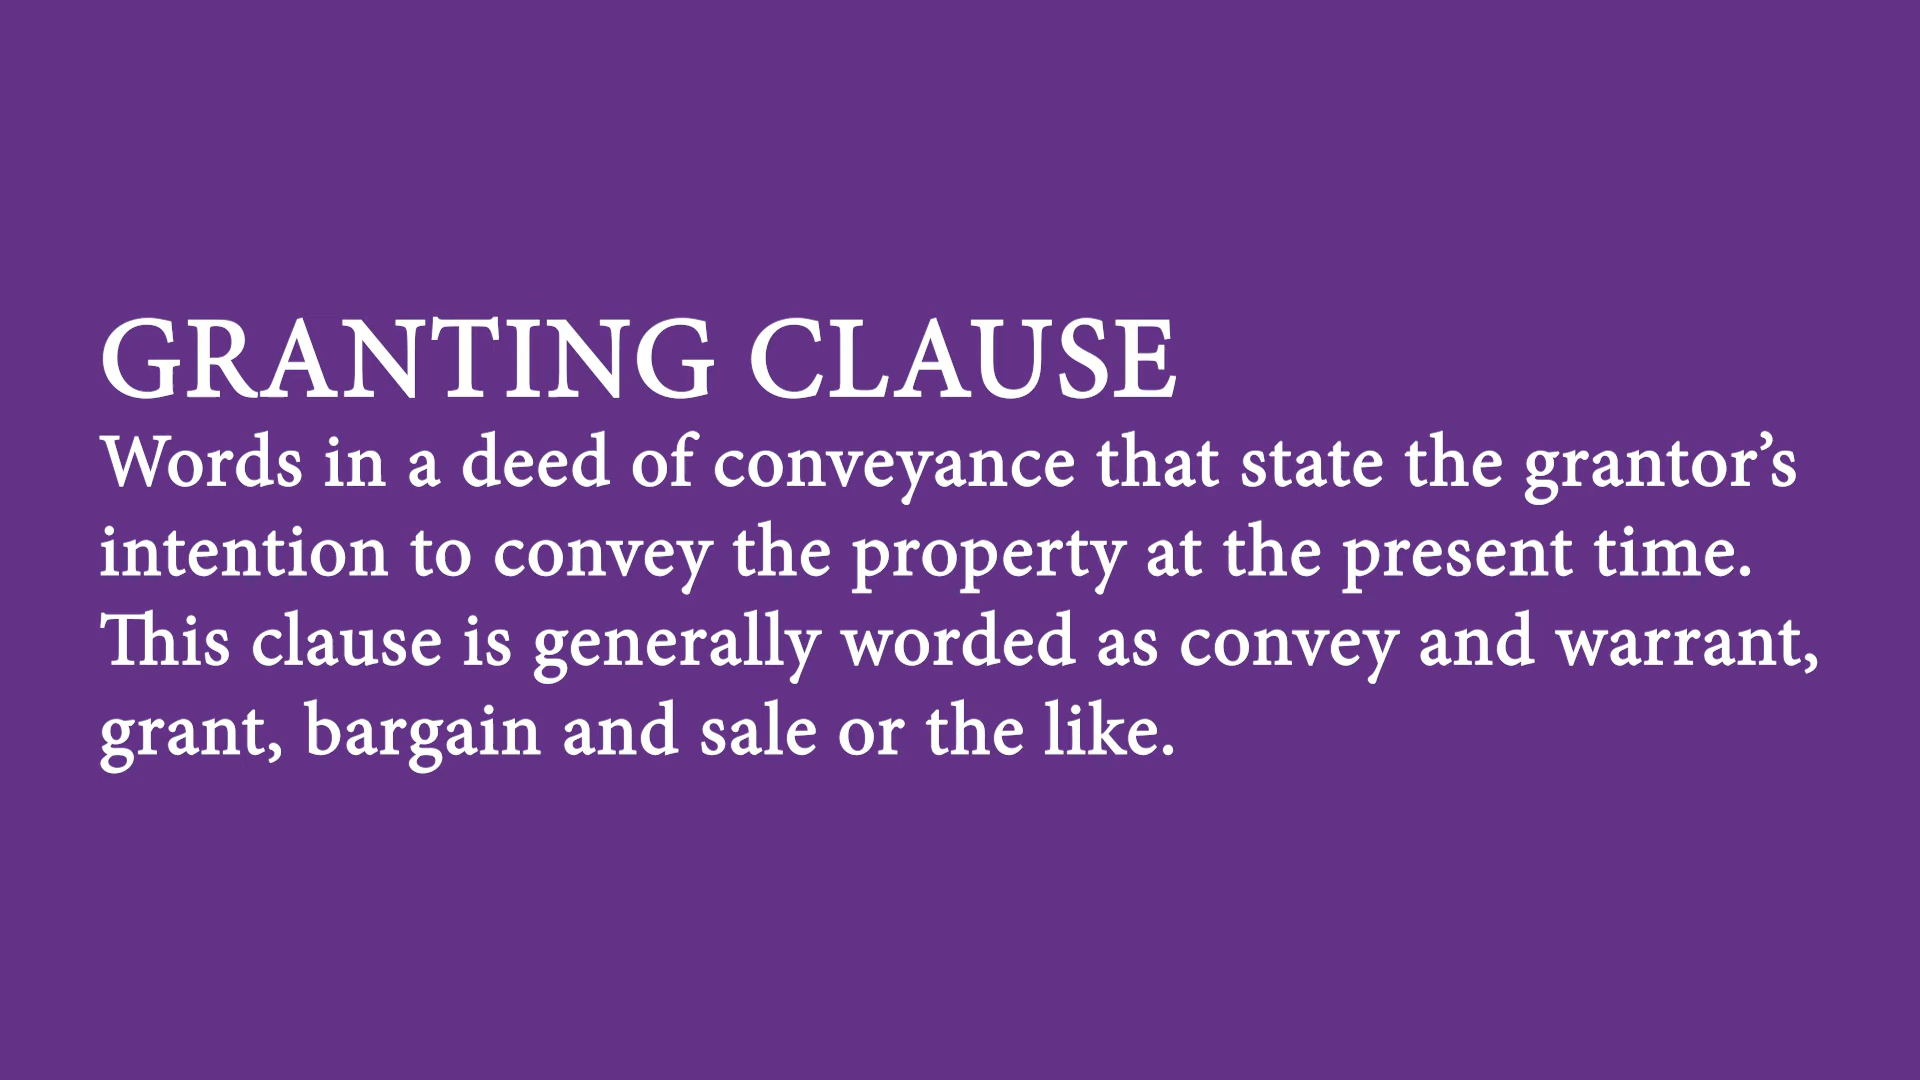 GRANTING CLAUSE
Words in a deed of conveyance that state the grantor’s
intention to convey the property at the present time.
This clause is generally worded as convey and warrant,
grant, bargain and sale or the like.